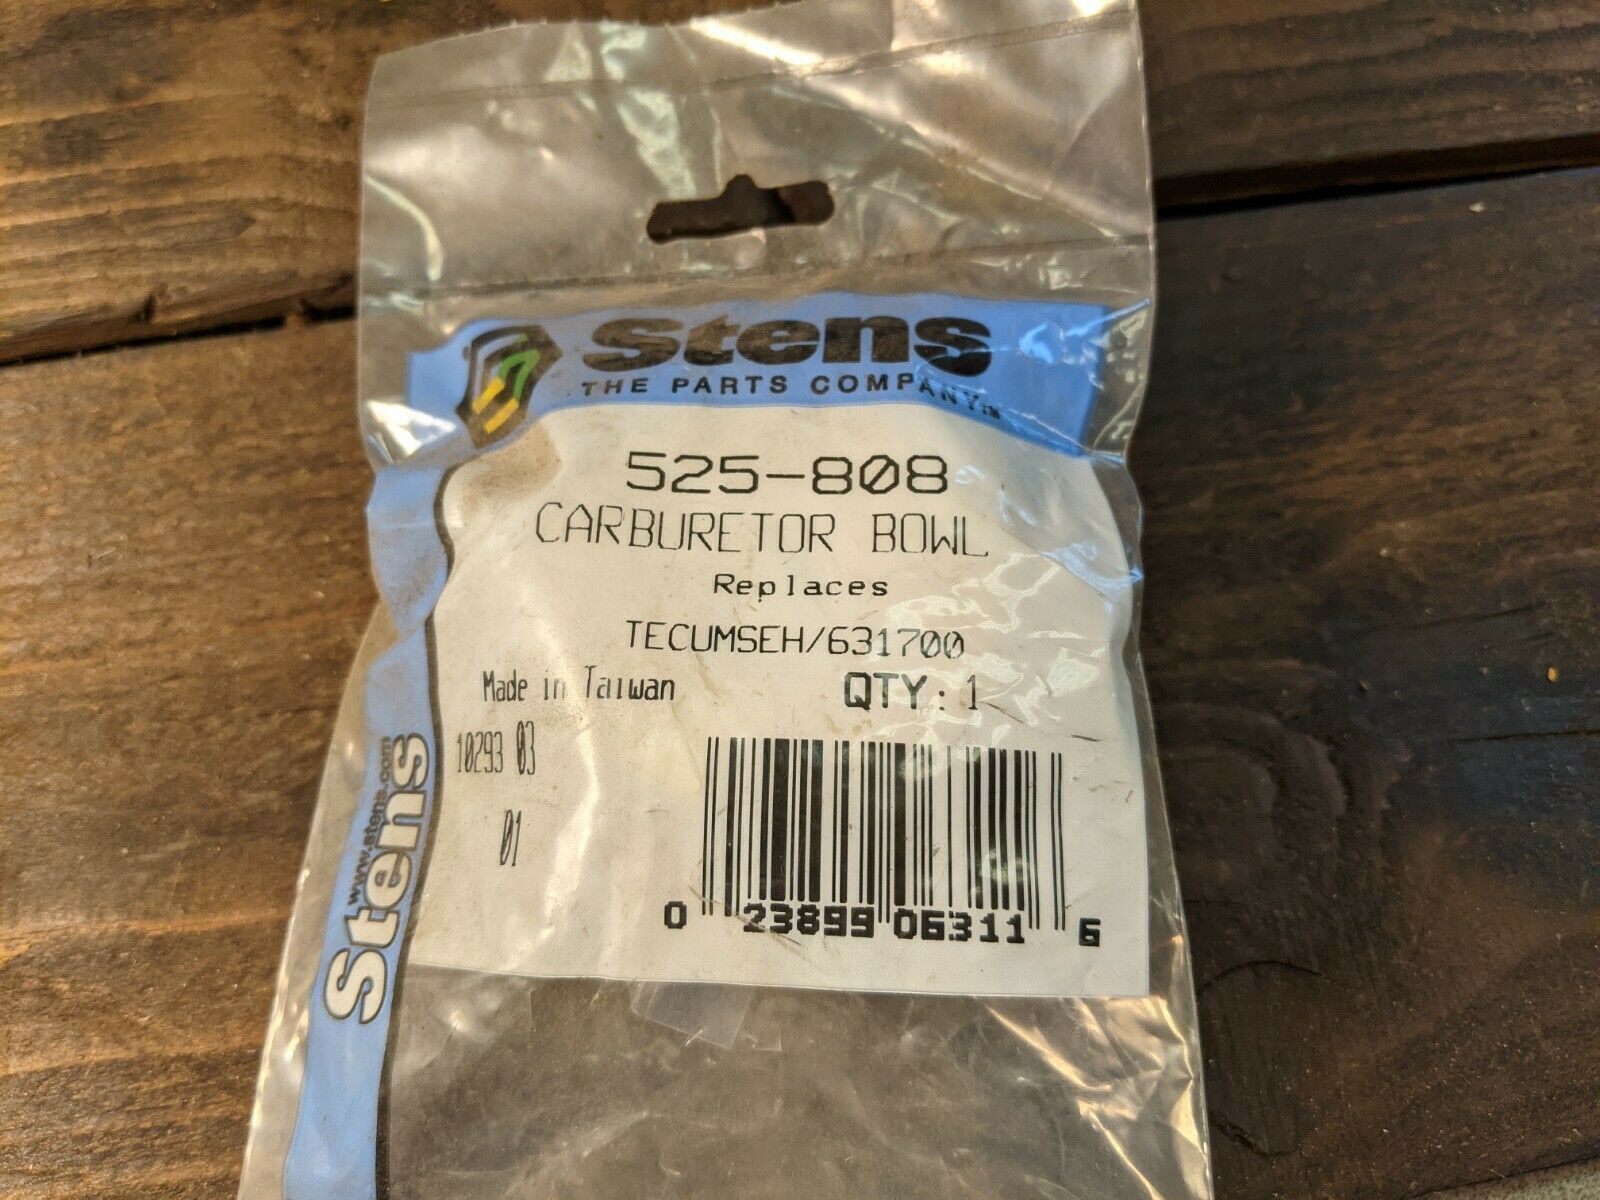 Stens
THE PARTS COMPANY™
525-808
CARBURETOR BOWL
Replaces
TECUMSEH/631700
Made in Taiwan
QTY: 1
10293 03
01
0 23899 06311 6
www.stens.com
Stens